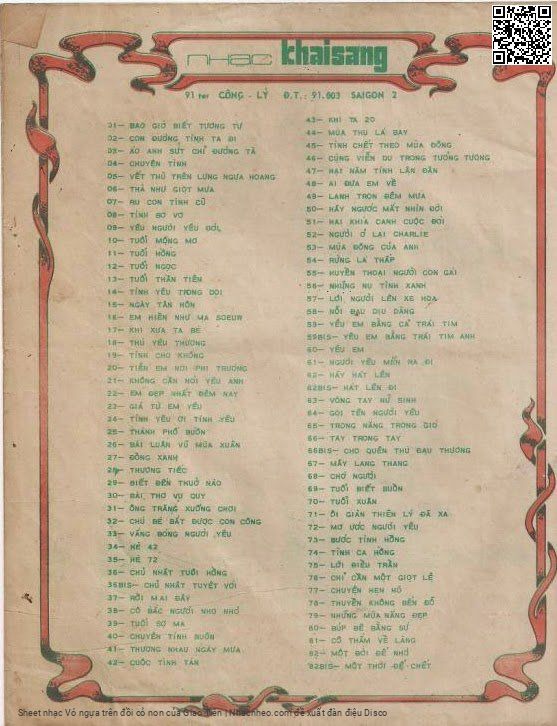 nhạc khaisang
91 ter CÔNG - LÝ Đ.T.: 91.603 SAIGON 2
01— BAO GIỜ BIẾT TƯƠNG TƯ
02— CON ĐƯỜNG TÌNH TA ĐI
03— ÁO ANH SỨT CHỈ ĐƯỜNG TÀ
04— CHUYỆN TÌNH
05— VẾT THÙ TRÊN LƯNG NGỰA HOANG
06— THÀ NHƯ GIỌT MƯA
07— RU CON TÌNH CŨ
08— TÌNH BƠ VƠ
09— YÊU NGƯỜI YÊU ĐỜI
10— TUỔI MỘNG MƠ
11— TUỔI HỒNG
12— TUỔI NGỌC
13— TUỔI THẦN TIÊN
14— TÌNH YÊU TRONG ĐỜI
15— NGÀY TÂN HÔN
16— EM HIỀN NHƯ MA SOEUR
17— KHI XƯA TA BÉ
18— THÚ YÊU THƯƠNG
19— TÌNH CHO KHÔNG
20— TIỄN EM NƠI PHI TRƯỜNG
21— KHÔNG CẦN NÓI YÊU ANH
22— EM ĐẸP NHẤT ĐÊM NAY
23— GIÃ TỪ EM YÊU
24— TÌNH YÊU ƠI TÌNH YÊU
25— THÀNH PHỐ BUỒN
26— BÀI LUÂN VŨ MÙA XUÂN
27— ĐỒNG XANH
28— THƯƠNG TIẾC
29— BIẾT ĐẾN THUỞ NÀO
30— BÀI THƠ VU QUY
31— ÔNG TRĂNG XUỐNG CHƠI
32— CHÚ BÉ BẮT ĐƯỢC CON CÔNG
33— VẮNG BÓNG NGƯỜI YÊU
34— HÈ 42
35— HÈ 72
36— CHỦ NHẬT TUỔI HỒNG
36BIS— CHỦ NHẬT TUYỆT VỜI
37— RỒI MAI ĐÂY
38— CÔ BẮC NGƯỜI NHO NHỎ
39— TUỔI SƠ MA
40— CHUYỆN TÌNH BUỒN
41— THƯƠNG NHAU NGÀY MƯA
42— CUỘC TÌNH TÀN
43— KHI TA 20
44— MÙA THU LÁ BAY
45— TÌNH CHẾT THEO MÙA ĐÔNG
46— CÙNG VIỄN DU TRONG TƯỞNG TƯỢNG
47— HAI NĂM TÌNH LẬN ĐẬN
48— AI ĐƯA EM VỀ
49— LẠNH TRỌN ĐÊM MƯA
50— HÃY NGƯỚC MẶT NHÌN ĐỜI
51— HAI KHÍA CẠNH CUỘC ĐỜI
52— NGƯỜI Ở LẠI CHARLIE
53— MÙA ĐÔNG CỦA ANH
54— RỪNG LÁ THẤP
55— HUYỀN THOẠI NGƯỜI CON GÁI
56— NHỮNG NỤ TÌNH XANH
57— LỜI NGƯỜI LÊN XE HOA
58— NỖI ĐAU DỊU DÀNG
59— YÊU EM BẰNG CẢ TRÁI TIM
59BIS— YÊU EM BẰNG TRÁI TIM ANH
60— YÊU EM
61— NGƯỜI YÊU MẾN RA ĐI
62— HÃY HÁT LÊN
62BIS— HÁT LÊN ĐI
63— VÒNG TAY NỮ SINH
64— GỌI TÊN NGƯỜI YÊU
65— TRONG NẮNG TRONG GIÓ
66— TAY TRONG TAY
66BIS— CHO QUÊN THÚ ĐAU THƯƠNG
67— MÂY LANG THANG
68— CHỜ NGƯỜI
69— TUỔI BIẾT BUỒN
70— TUỔI XUÂN
71— ÔI GIÀN THIÊN LÝ ĐÃ XA
72— MƠ ƯỚC NGƯỜI YÊU
73— BƯỚC TÌNH HỒNG
74— TÌNH CA HỒNG
75— LỜI ĐIÊU TRÁ
76— CHỈ CẦN MỘT GIỌT LỆ
77— CHUYỆN HẸN HÒ
78— THUYỀN KHÔNG BẾN ĐỖ
79— NHỮNG MÙA NẮNG ĐẸP
80— BÚP BÊ BẰNG SỨ
81— CÔ THẮM VỀ LÀNG
82— MỘT ĐỜI ĐỂ NHỚ
82BIS— MỘT THỜI ĐỂ CHẾT
Sheet nhạc Vó ngựa trên đồi cỏ non của Giao Tiên | Nhacnheo.com đề xuất đàn điệu Disco